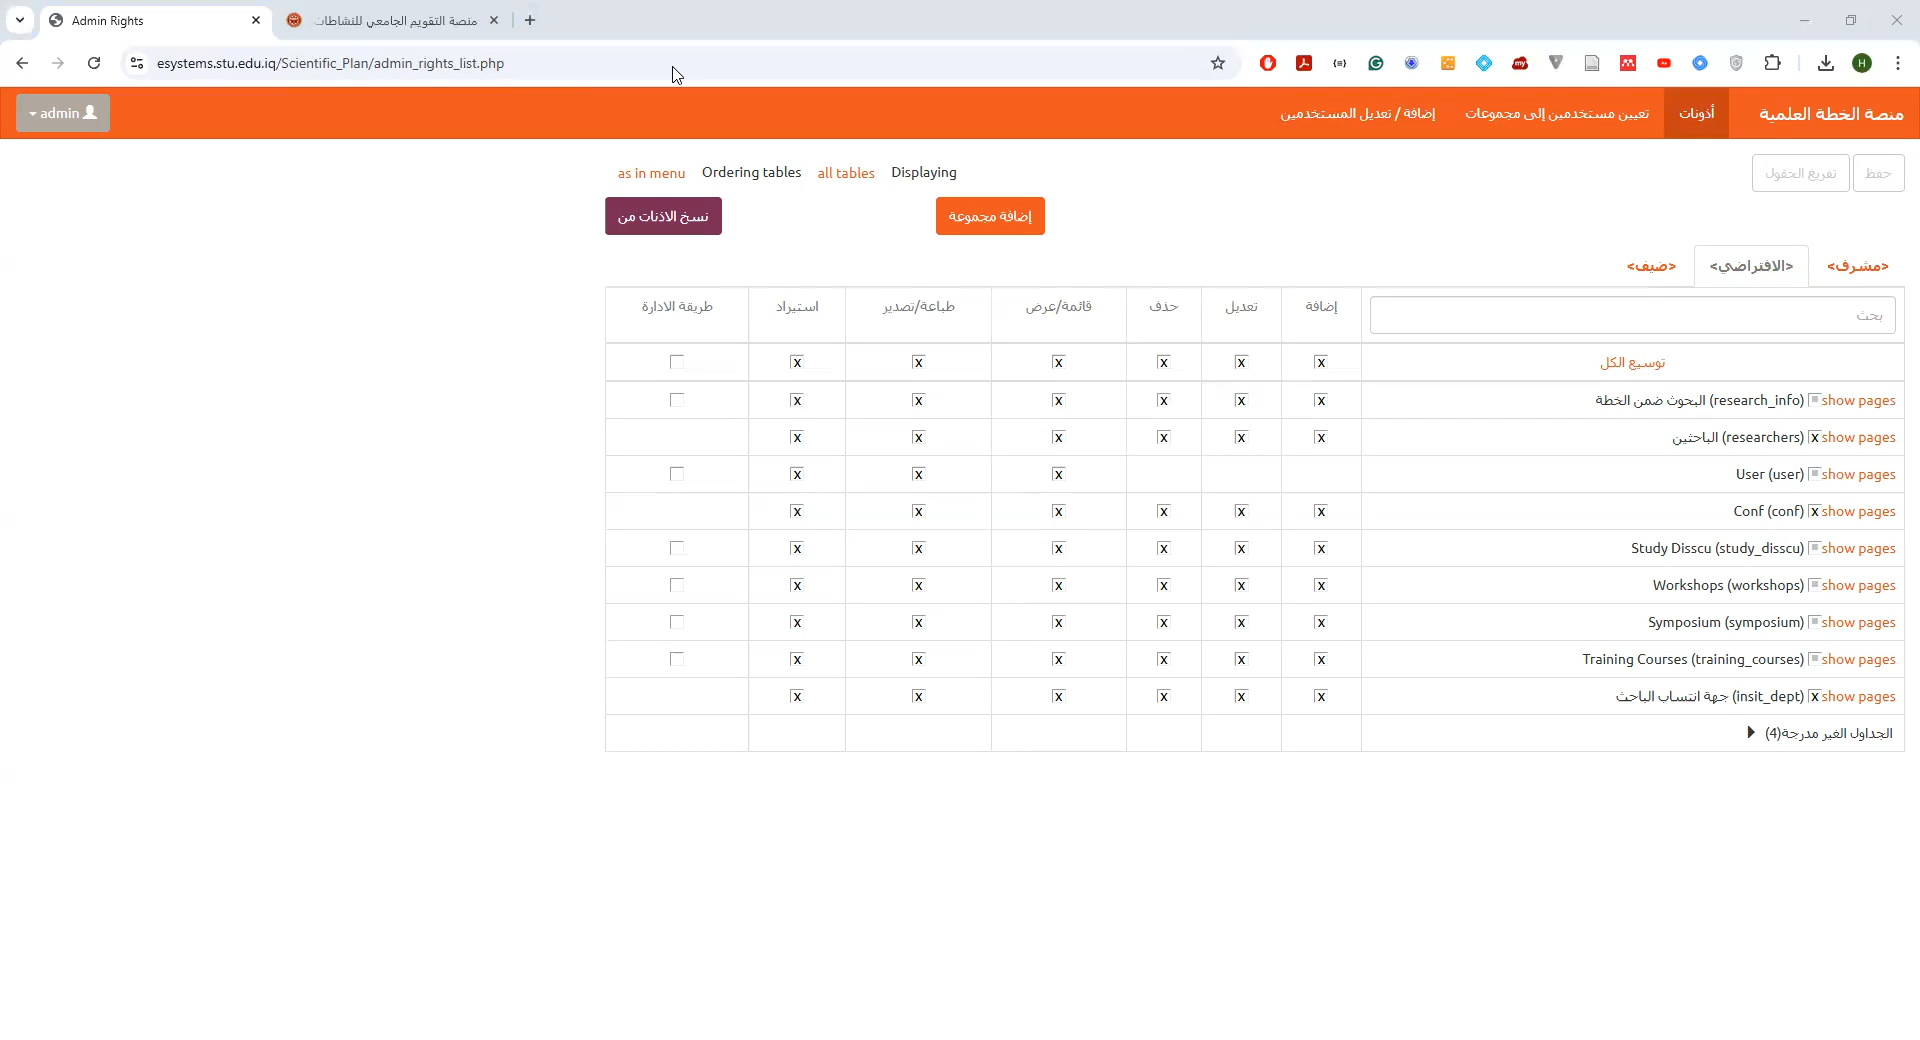 Admin Rights
منصة التقويم الجامعي للنشاطات
esystems.stu.edu.iq/Scientific_Plan/admin_rights_list.php
H
منصة الخطة العلمية أذونات تعيين مستخدمين إلى مجموعات إضافة / تعديل المستخدمين admin
حفظ تفريغ الحقول
Displaying all tables Ordering tables as in menu
إضافة مجموعة نسخ الاذنات من
<مشرف> <الافتراضي> <ضيف>
بحث إضافة تعديل حذف قائمة/عرض طباعة/تصدير استيراد طريقة الادارة
توسيع الكل
show pages البحوث ضمن الخطة (research_info)
show pages الباحثين (researchers)
show pages User (user)
show pages Conf (conf)
show pages Study Disscu (study_disscu)
show pages Workshops (workshops)
show pages Symposium (symposium)
show pages Training Courses (training_courses)
show pages جهة انتساب الباحث (insit_dept)
الجداول الغير مدرجة(4)